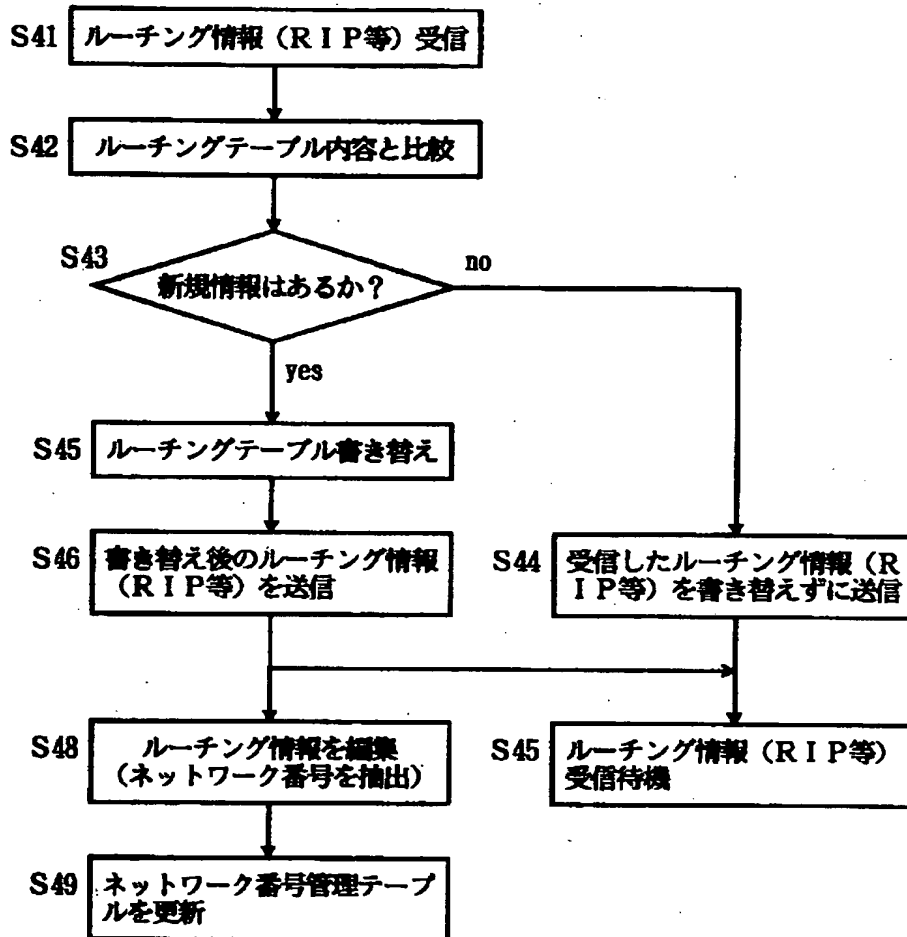 S41 ルーチング情報（RIP等）受信
S42 ルーチングテーブル内容と比較
S43
新規情報はあるか？
no
yes
S45 ルーチングテーブル書き替え
S46 書き替え後のルーチング情報
（RIP等）を送信
S44 受信したルーチング情報（R
IP等）を書き替えずに送信
S48 ルーチング情報を編集
（ネットワーク番号を抽出）
S45 ルーチング情報（RIP等）
受信待機
S49 ネットワーク番号管理テーブ
ルを更新